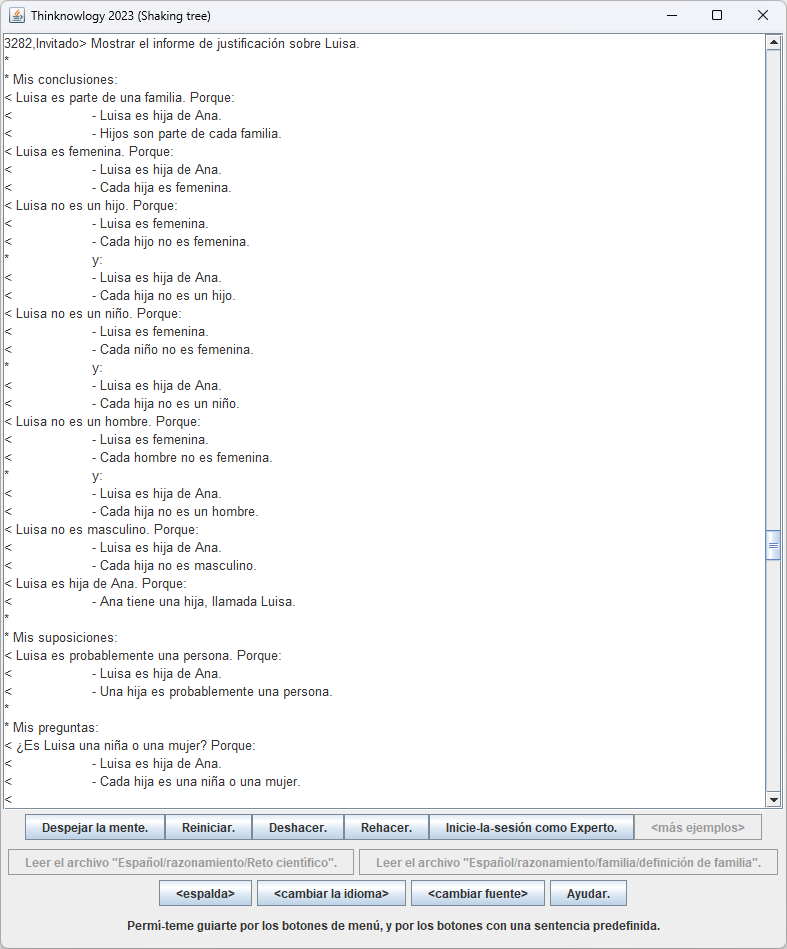 Thinknowlogy 2023 (Shaking tree)
3282,Invitado> Mostrar el informe de justificación sobre Luisa.
*
* Mis conclusiones:
< Luisa es parte de una familia. Porque:
< - Luisa es hija de Ana.
< - Hijos son parte de cada familia.
< Luisa es femenina. Porque:
< - Luisa es hija de Ana.
< - Cada hija es femenina.
< Luisa no es un hijo. Porque:
< - Luisa es femenina.
< - Cada hijo no es femenina.
* y:
< - Luisa es hija de Ana.
< - Cada hija no es un hijo.
< Luisa no es un niño. Porque:
< - Luisa es femenina.
< - Cada niño no es femenina.
* y:
< - Luisa es hija de Ana.
< - Cada hija no es un niño.
< Luisa no es un hombre. Porque:
< - Luisa es femenina.
< - Cada hombre no es femenina.
* y:
< - Luisa es hija de Ana.
< - Cada hija no es un hombre.
< Luisa no es masculino. Porque:
< - Luisa es hija de Ana.
< - Cada hija no es masculino.
< Luisa es hija de Ana. Porque:
< - Ana tiene una hija, llamada Luisa.
*
* Mis suposiciones:
< Luisa es probablemente una persona. Porque:
< - Luisa es hija de Ana.
< - Una hija es probablemente una persona.
*
* Mis preguntas:
< ¿Es Luisa una niña o una mujer? Porque:
< - Luisa es hija de Ana.
< - Cada hija es una niña o una mujer.
<
Despejar la mente. Reiniciar. Deshacer. Rehacer. Inicie-la-sesión como Experto. <más ejemplos>
Leer el archivo "Español/razonamiento/Reto científico". Leer el archivo "Español/razonamiento/familia/definición de familia".
<espalda> <cambiar la idioma> <cambiar fuente> Ayudar.
Permí-teme guiarte por los botones de menú, y por los botones con una sentencia predefinida.